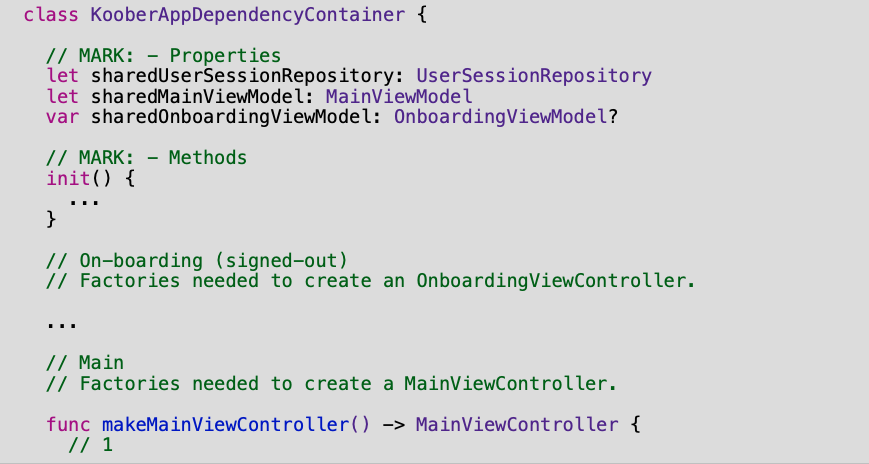 class KooberAppDependencyContainer {
// MARK: - Properties
let sharedUserSessionRepository: UserSessionRepository
let sharedMainViewModel: MainViewModel
var sharedOnboardingViewModel: OnboardingViewModel?
// MARK: - Methods
init() {
...
}
// On-boarding (signed-out)
// Factories needed to create an OnboardingViewController.
...
// Main
// Factories needed to create a MainViewController.
func makeMainViewController() -> MainViewController {
// 1